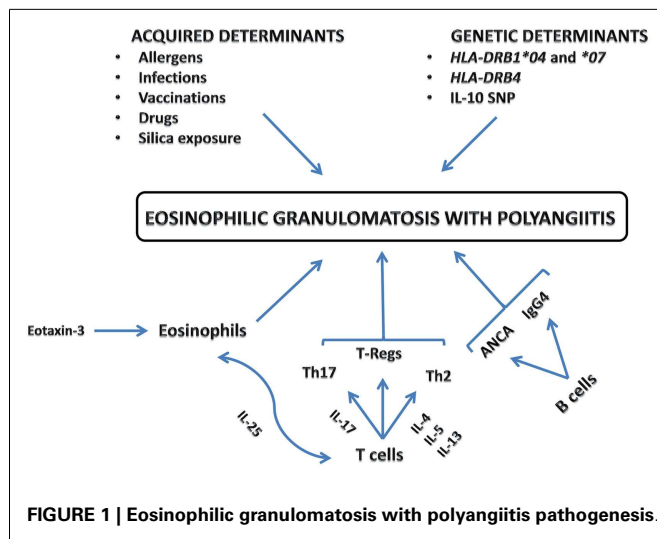 ACQUIRED DETERMINANTS
• Allergens
• Infections
• Vaccinations
• Drugs
• Silica exposure
GENETIC DETERMINANTS
• HLA-DRB1*04 and *07
• HLA-DRB4
• IL-10 SNP
EOSINOPHILIC GRANULOMATOSIS WITH POLYANGIITIS
Eotaxin-3
Eosinophils
T-Regs
Th17
Th2
ANCA
IgG4
B cells
IL-25
IL-17
IL-4
IL-5
IL-13
T cells
FIGURE 1 | Eosinophilic granulomatosis with polyangiitis pathogenesis.